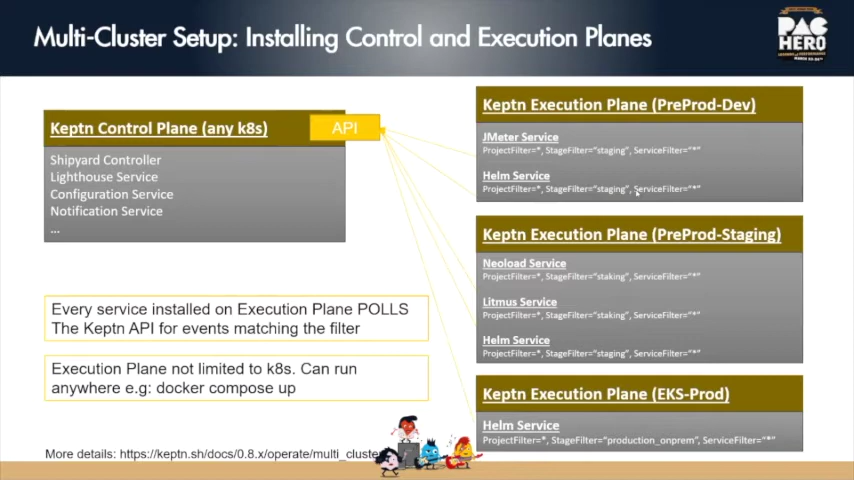 Multi-Cluster Setup: Installing Control and Execution Planes
PAC
HERO
Keptn Control Plane (any k8s)
API
Shipyard Controller
Lighthouse Service
Configuration Service
Notification Service
...
Every service installed on Execution Plane POLLS
The Keptn API for events matching the filter
Execution Plane not limited to k8s. Can run
anywhere e.g: docker compose up
More details: https://keptn.sh/docs/0.8.x/operate/multi_cluster
Keptn Execution Plane (PreProd-Dev)
JMeter Service
ProjectFilter=*, StageFilter="staging", ServiceFilter="*"
Helm Service
ProjectFilter=*, StageFilter="staging", ServiceFilter="*"
Keptn Execution Plane (PreProd-Staging)
Neoload Service
ProjectFilter=*, StageFilter="staking", ServiceFilter="*"
Litmus Service
ProjectFilter=*, StageFilter="staking", ServiceFilter="*"
Helm Service
ProjectFilter=*, StageFilter="staging", ServiceFilter="*"
Keptn Execution Plane (EKS-Prod)
Helm Service
ProjectFilter=*, StageFilter="production_onprem", ServiceFilter="*"